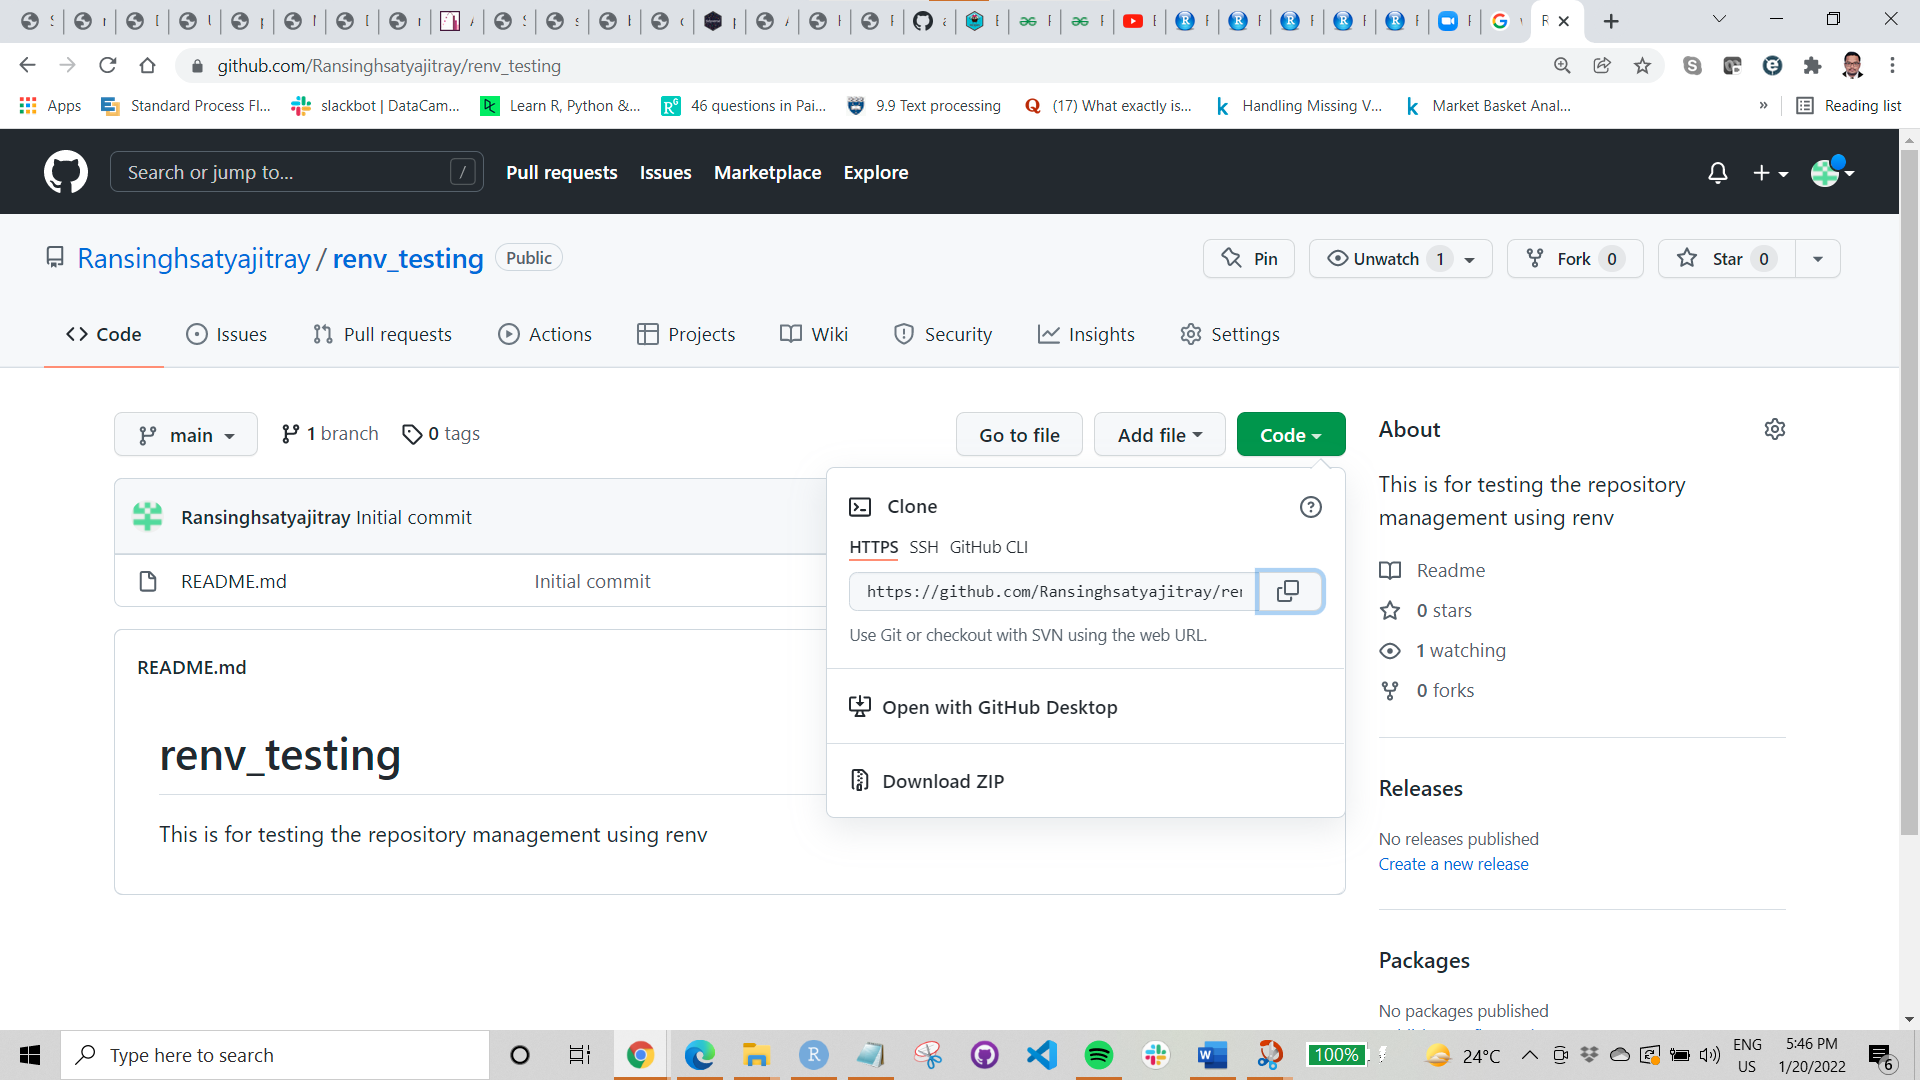 github.com/Ransinghsatyajitray/renv_testing
Apps
Standard Process Fl...
slackbot | DataCam...
Learn R, Python &...
46 questions in Pai...
9.9 Text processing
(17) What exactly is...
Handling Missing V...
Market Basket Anal...
»
Reading list
Search or jump to...
/
Pull requests
Issues
Marketplace
Explore
Ransinghsatyajitray / renv_testing
Public
Pin
Unwatch 1
Fork 0
Star 0
Code
Issues
Pull requests
Actions
Projects
Wiki
Security
Insights
Settings
main
1 branch
0 tags
Go to file
Add file
Code
About
This is for testing the repository
management using renv
Ransinghsatyajitray Initial commit
README.md
Initial commit
Clone
HTTPS SSH GitHub CLI
https://github.com/Ransinghsatyajitray/ren
Use Git or checkout with SVN using the web URL.
Open with GitHub Desktop
Download ZIP
Readme
0 stars
1 watching
0 forks
README.md
renv_testing
This is for testing the repository management using renv
Releases
No releases published
Create a new release
Packages
No packages published
Type here to search
100%
24°C
ENG
US
5:46 PM
1/20/2022
6